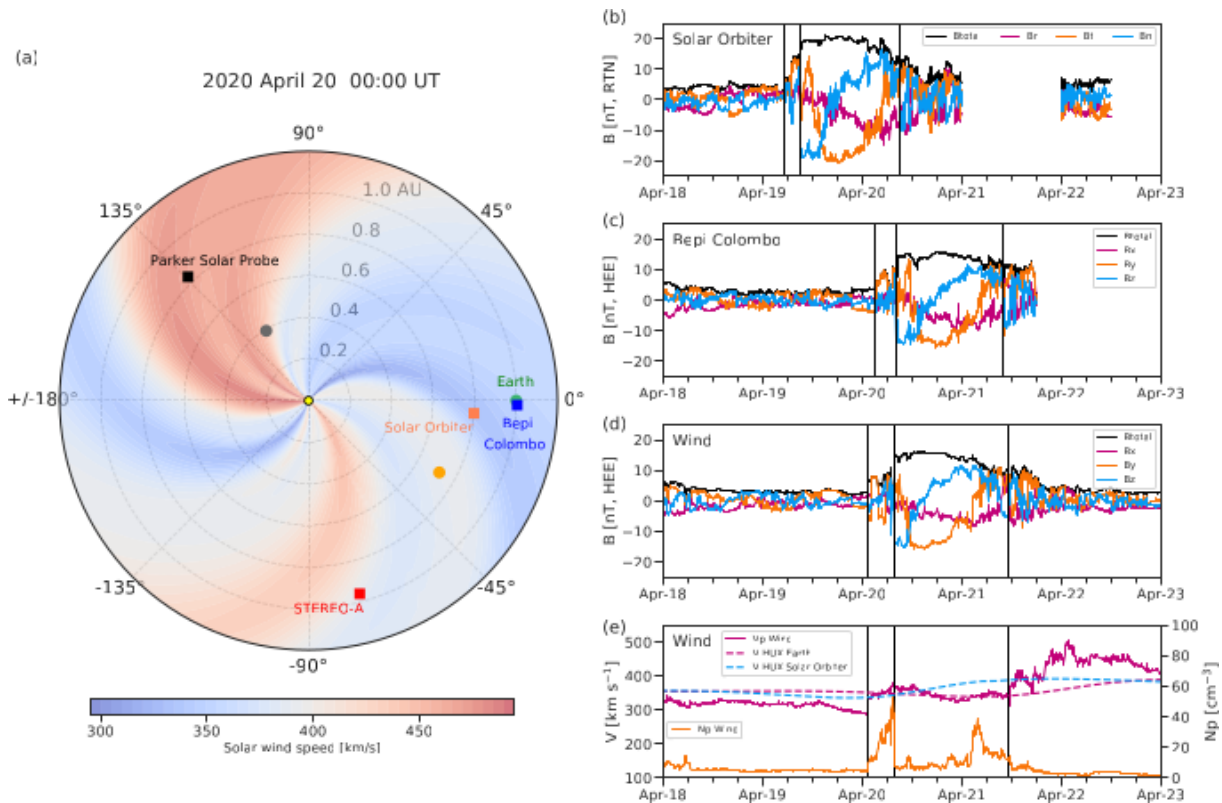 (a)
2020 April 20 00:00 UT
90°
135°
45°
1.0 AU
0.8
0.6
0.4
0.2
Parker Solar Probe
+/-180°
0°
Earth
Solar Orbiter
Bepi
Colombo
STEREO-A
-135°
-45°
-90°
300 350 400 450
Solar wind speed [km/s]
(b)
Solar Orbiter
Btota Br Bt Bn
B [nT, RTN]
20
10
0
−10
−20
Apr-18 Apr-19 Apr-20 Apr-21 Apr-22 Apr-23
(c)
Bepi Colombo
Btotal
Bx
By
Bz
B [nT, HEE]
20
10
0
−10
−20
Apr-18 Apr-19 Apr-20 Apr-21 Apr-22 Apr-23
(d)
Wind
Btotal
Bx
By
Bz
B [nT, HEE]
20
10
0
−10
−20
Apr-18 Apr-19 Apr-20 Apr-21 Apr-22 Apr-23
(e)
Wind
Vp Wind
V HUX Earth
V HUX Solar Orbiter
Np Wind
V [km s⁻¹]
500
400
300
200
100
Np [cm⁻³]
100
80
60
40
20
0
Apr-18 Apr-19 Apr-20 Apr-21 Apr-22 Apr-23